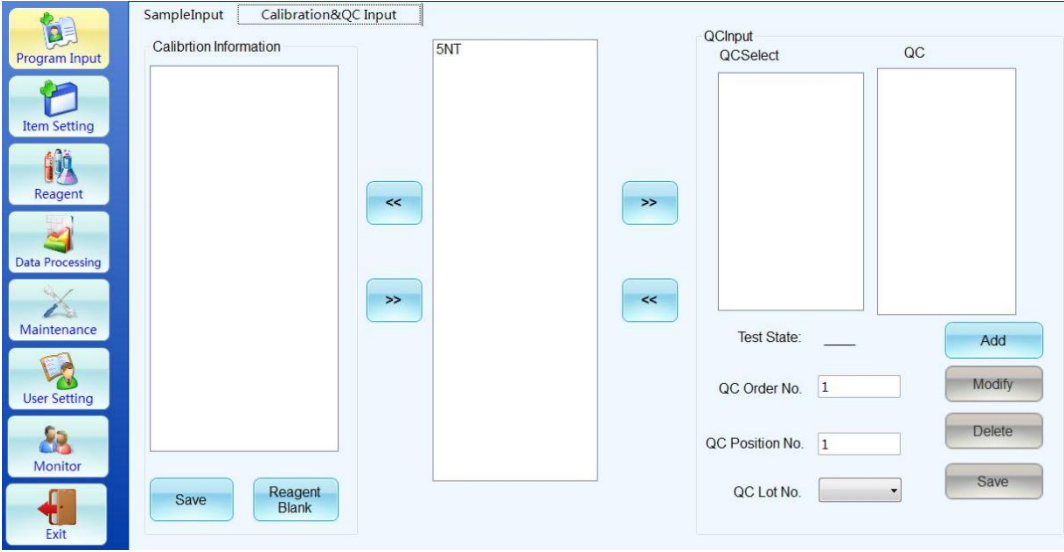 Program Input
Item Setting
Reagent
Data Processing
Maintenance
User Setting
Monitor
Exit
SampleInput
Calibration&QC Input
Calibrtion Information
Save
Reagent
Blank
<<
>>
5NT
>>
<<
QCInput
QCSelect
QC
Test State:
____
Add
QC Order No.
1
Modify
QC Position No.
1
Delete
QC Lot No.
Save